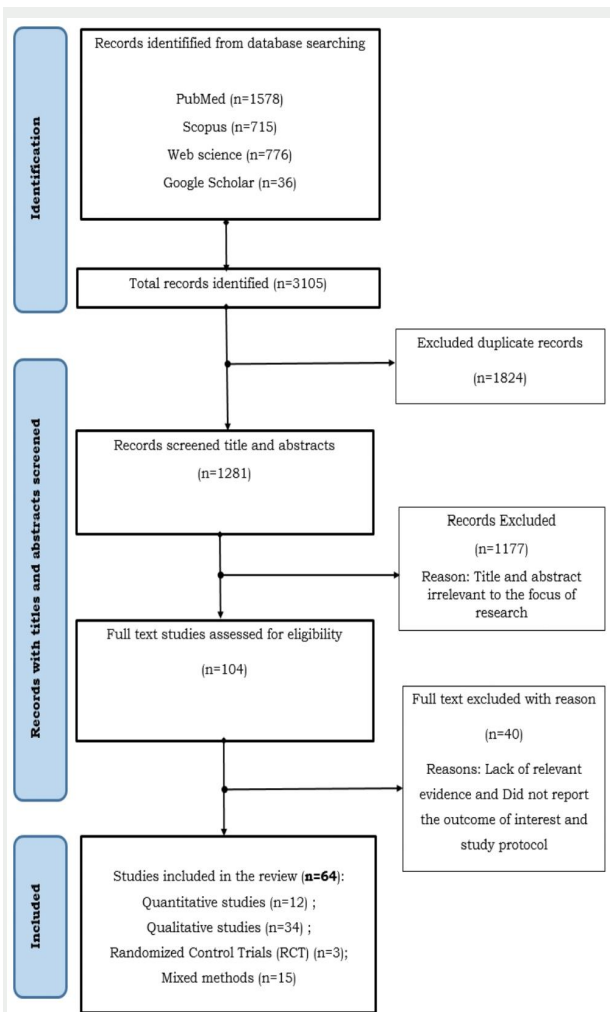 Identification
Records identifified from database searching
PubMed (n=1578)
Scopus (n=715)
Web science (n=776)
Google Scholar (n=36)
Total records identified (n=3105)
Excluded duplicate records
(n=1824)
Records with titles and abstracts screened
Records screened title and abstracts
(n=1281)
Records Excluded
(n=1177)
Reason: Title and abstract
irrelevant to the focus of
research
Full text studies assessed for eligibility
(n=104)
Full text excluded with reason
(n=40)
Reasons: Lack of relevant
evidence and Did not report
the outcome of interest and
study protocol
Included
Studies included in the review (n=64):
Quantitative studies (n=12) ;
Qualitative studies (n=34) ;
Randomized Control Trials (RCT) (n=3);
Mixed methods (n=15)